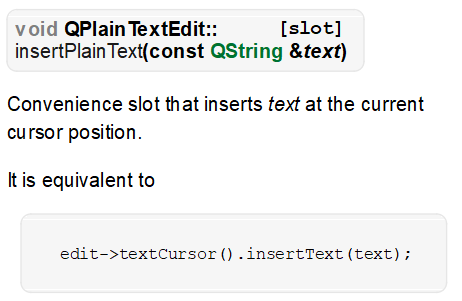 void QPlainTextEdit:: [slot]
insertPlainText(const QString &text)
Convenience slot that inserts text at the current
cursor position.
It is equivalent to
edit->textCursor().insertText(text);